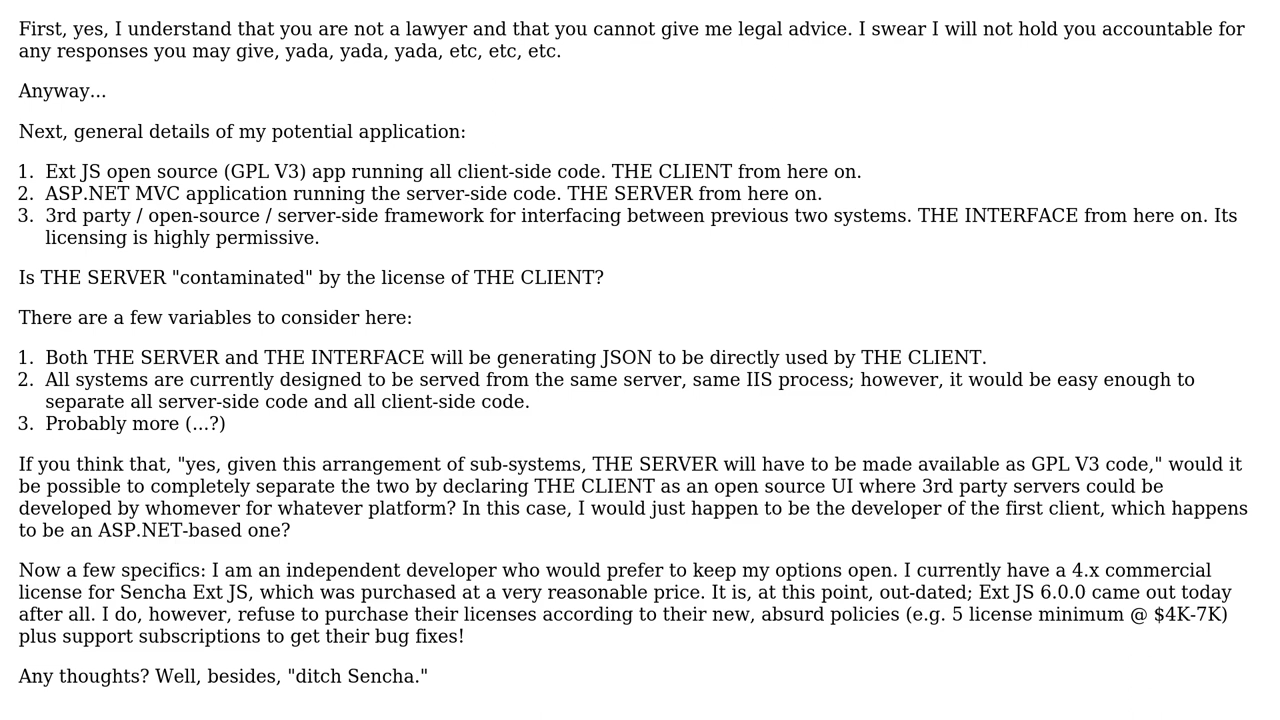 First, yes, I understand that you are not a lawyer and that you cannot give me legal advice. I swear I will not hold you accountable for
any responses you may give, yada, yada, yada, etc, etc, etc.
Anyway...
Next, general details of my potential application:
1. Ext JS open source (GPL V3) app running all client-side code. THE CLIENT from here on.
2. ASP.NET MVC application running the server-side code. THE SERVER from here on.
3. 3rd party / open-source / server-side framework for interfacing between previous two systems. THE INTERFACE from here on. Its
licensing is highly permissive.
Is THE SERVER "contaminated" by the license of THE CLIENT?
There are a few variables to consider here:
1. Both THE SERVER and THE INTERFACE will be generating JSON to be directly used by THE CLIENT.
2. All systems are currently designed to be served from the same server, same IIS process; however, it would be easy enough to
separate all server-side code and all client-side code.
3. Probably more (...?)
If you think that, "yes, given this arrangement of sub-systems, THE SERVER will have to be made available as GPL V3 code," would it
be possible to completely separate the two by declaring THE CLIENT as an open source UI where 3rd party servers could be
developed by whomever for whatever platform? In this case, I would just happen to be the developer of the first client, which happens
to be an ASP.NET-based one?
Now a few specifics: I am an independent developer who would prefer to keep my options open. I currently have a 4.x commercial
license for Sencha Ext JS, which was purchased at a very reasonable price. It is, at this point, out-dated; Ext JS 6.0.0 came out today
after all. I do, however, refuse to purchase their licenses according to their new, absurd policies (e.g. 5 license minimum @ $4K-7K)
plus support subscriptions to get their bug fixes!
Any thoughts? Well, besides, "ditch Sencha."